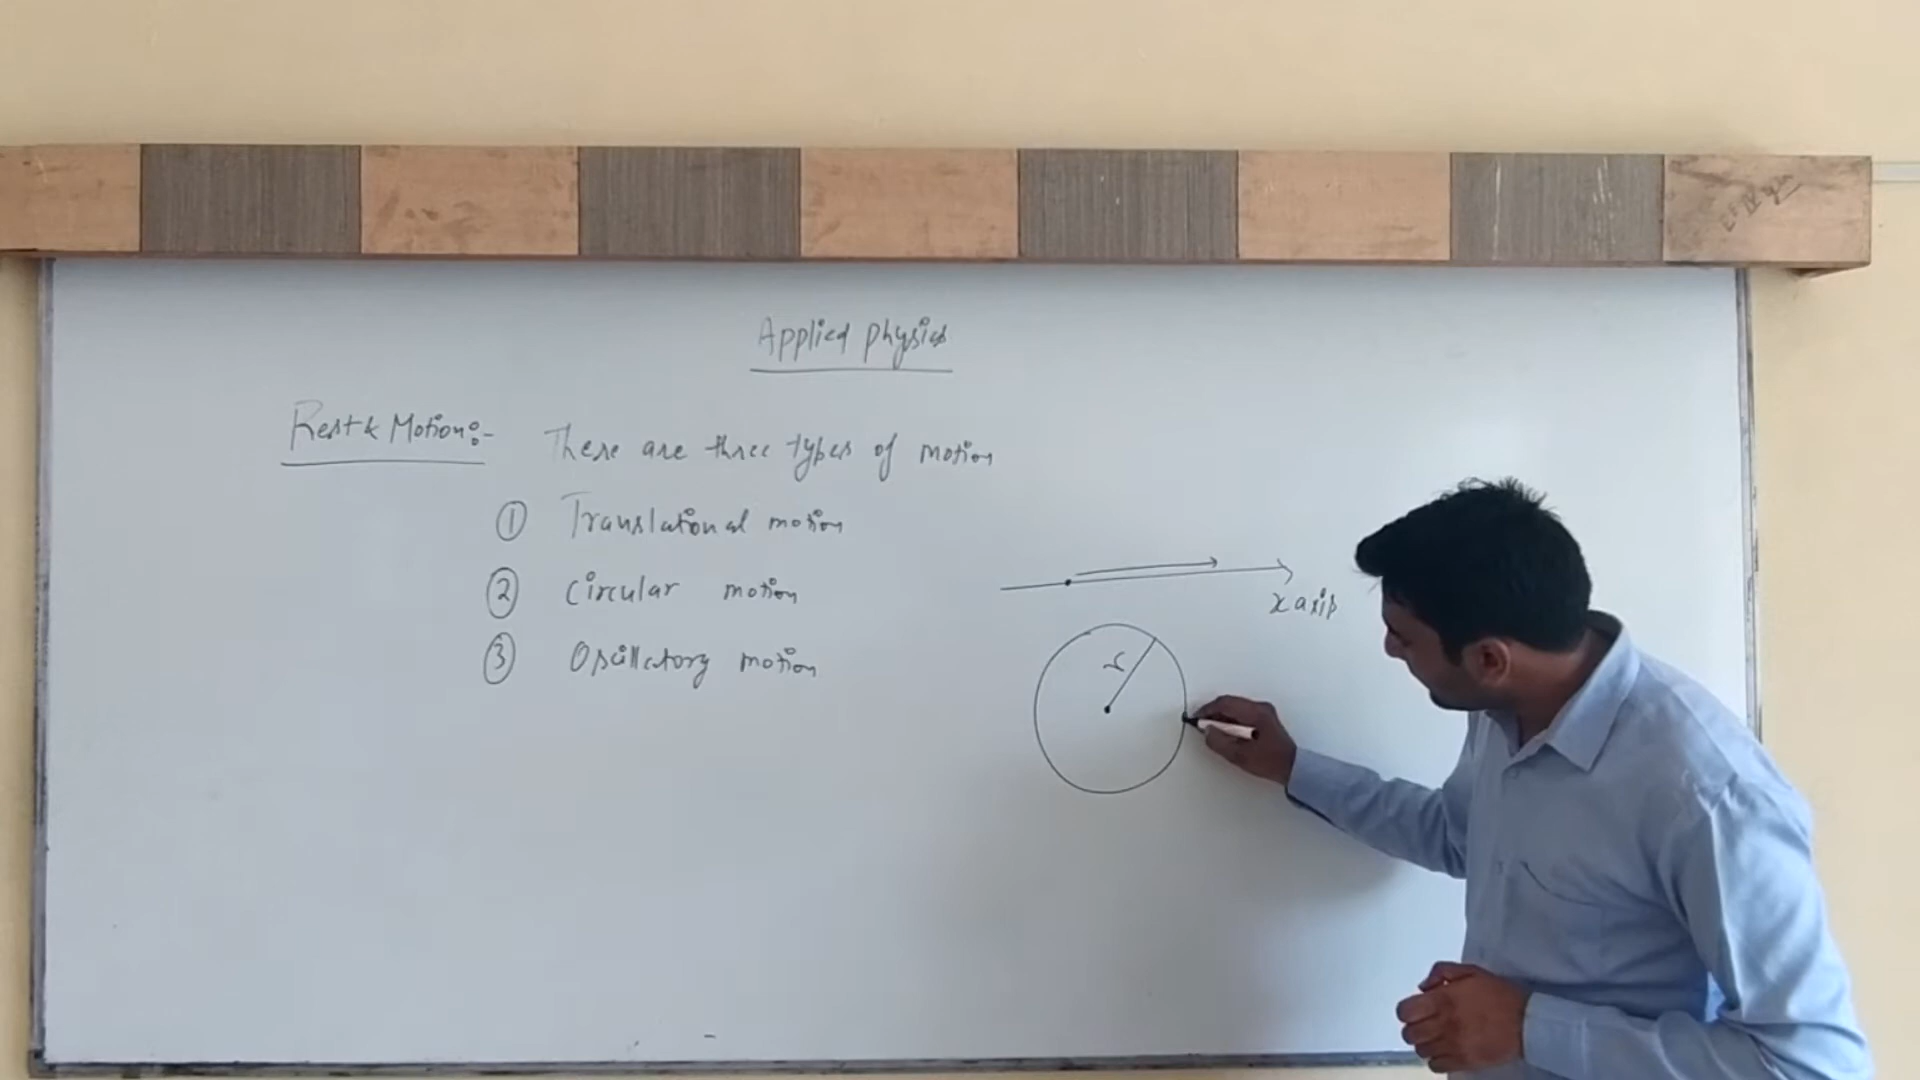 Applied Physics
Rest & Motion:- There are three types of motion
① Translational motion
② Circular motion
③ Oscillatory motion
x axis
r